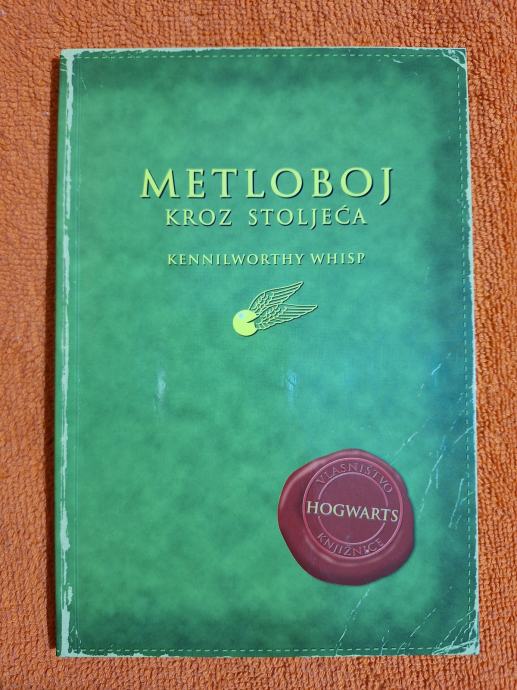 METLOBOJ
KROZ STOLJEĆA
KENNILWORTHY WHISP
VLASNIŠTVO
HOGWARTS
KNJIŽNICE